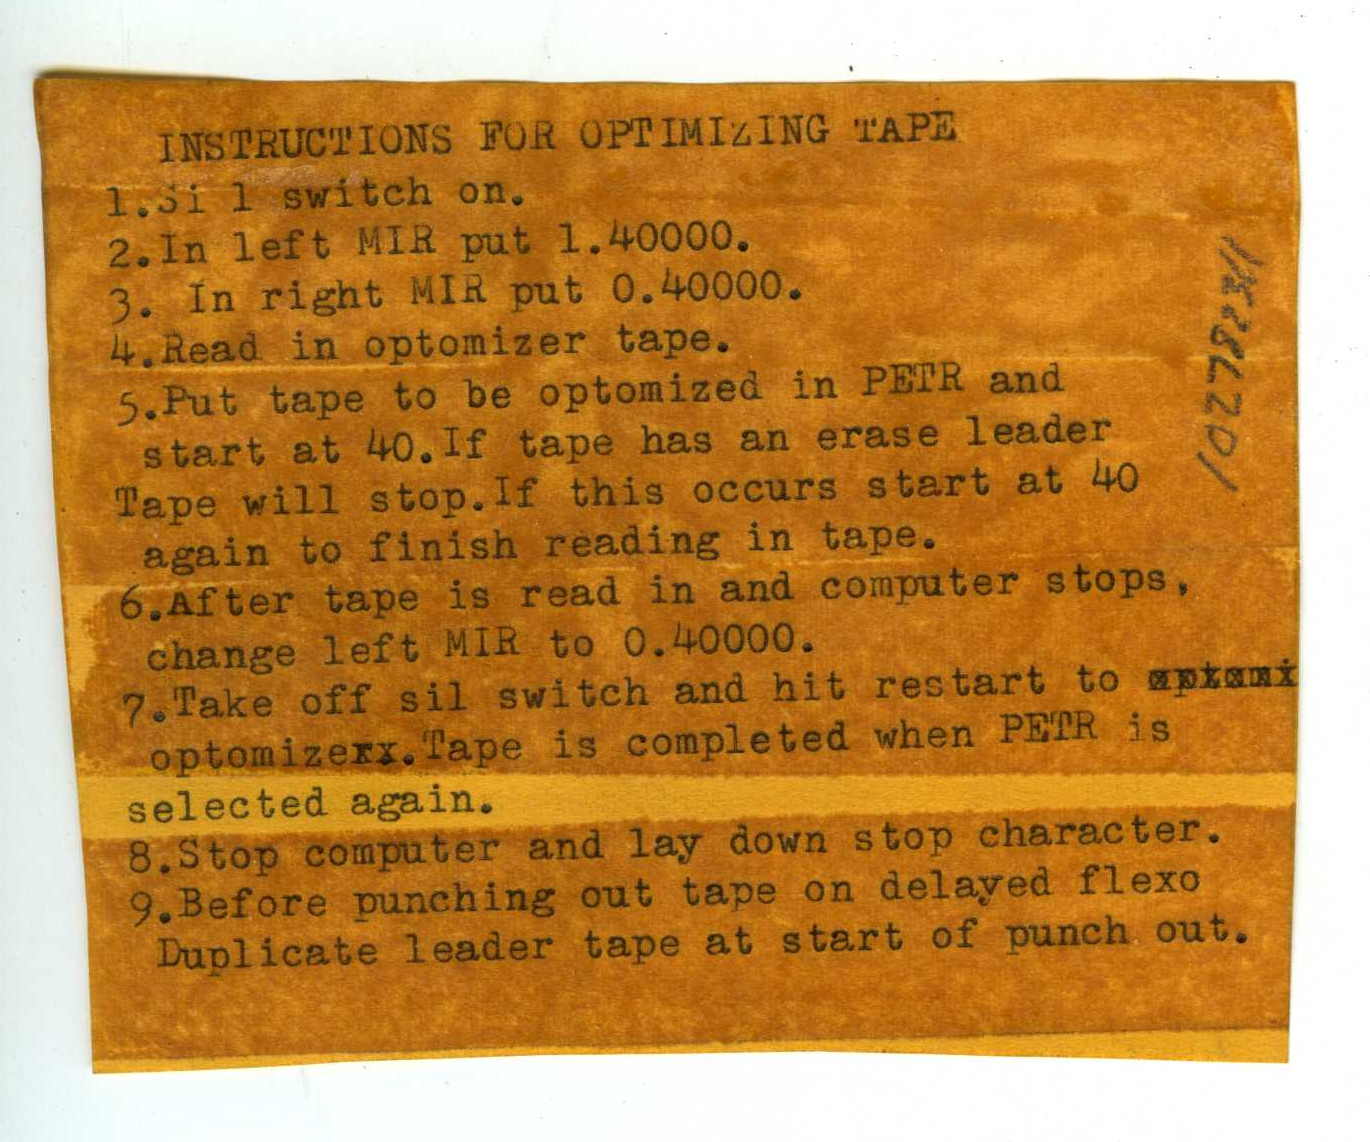 INSTRUCTIONS FOR OPTIMIZING TAPE
1.Si 1 switch on.
2.In left MIR put 1.40000.
3. In right MIR put 0.40000.
4.Read in optomizer tape.
5.Put tape to be optomized in PETR and
start at 40.If tape has an erase leader
Tape will stop.If this occurs start at 40
again to finish reading in tape.
6.After tape is read in and computer stops,
change left MIR to 0.40000.
7.Take off sil switch and hit restart to
optomizerx.Tape is completed when PETR is
selected again.
8.Stop computer and lay down stop character.
9.Before punching out tape on delayed flexo
Duplicate leader tape at start of punch out.